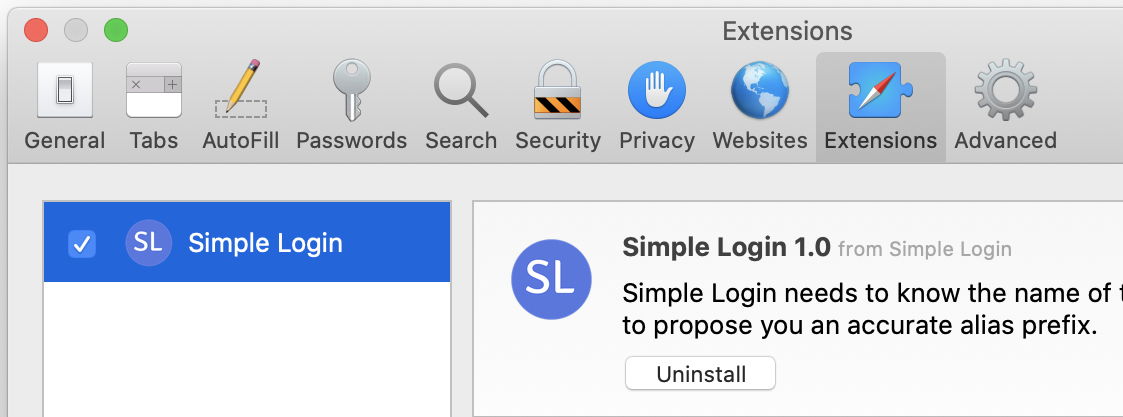 Extensions
General Tabs AutoFill Passwords Search Security Privacy Websites Extensions Advanced
SL Simple Login
SL
Simple Login 1.0 from Simple Login
Simple Login needs to know the name of
to propose you an accurate alias prefix.
Uninstall